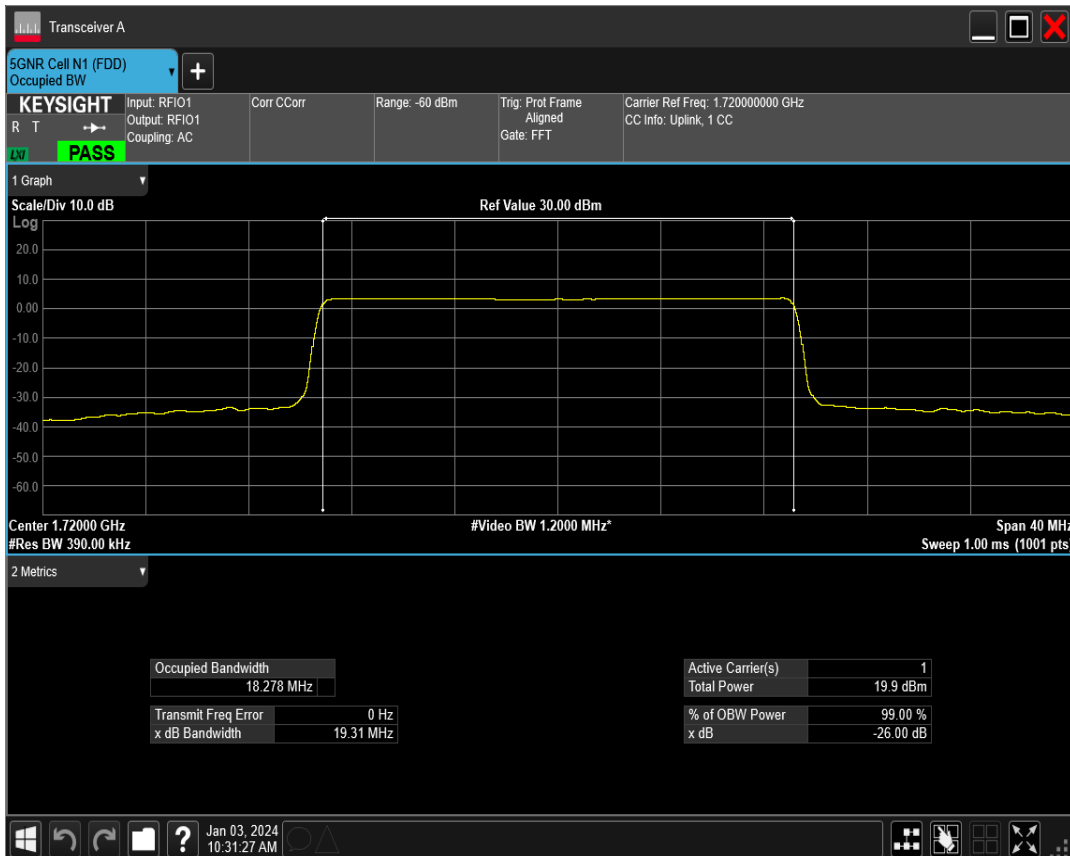 Transceiver A
5GNR Cell N1 (FDD)
Occupied BW
+
KEYSIGHT
R T
LXI
PASS
Input: RFIO1
Output: RFIO1
Coupling: AC
Corr CCorr
Range: -60 dBm
Trig: Prot Frame
Aligned
Gate: FFT
Carrier Ref Freq: 1.720000000 GHz
CC Info: Uplink, 1 CC
1 Graph
Scale/Div 10.0 dB
Ref Value 30.00 dBm
Log
20.0
10.0
0.00
-10.0
-20.0
-30.0
-40.0
-50.0
-60.0
Center 1.72000 GHz
#Video BW 1.2000 MHz*
Span 40 MHz
#Res BW 390.00 kHz
Sweep 1.00 ms (1001 pts)
2 Metrics
Occupied Bandwidth
18.278 MHz
Transmit Freq Error 0 Hz
x dB Bandwidth 19.31 MHz
Active Carrier(s) 1
Total Power 19.9 dBm
% of OBW Power 99.00 %
x dB -26.00 dB
?
Jan 03, 2024
10:31:27 AM